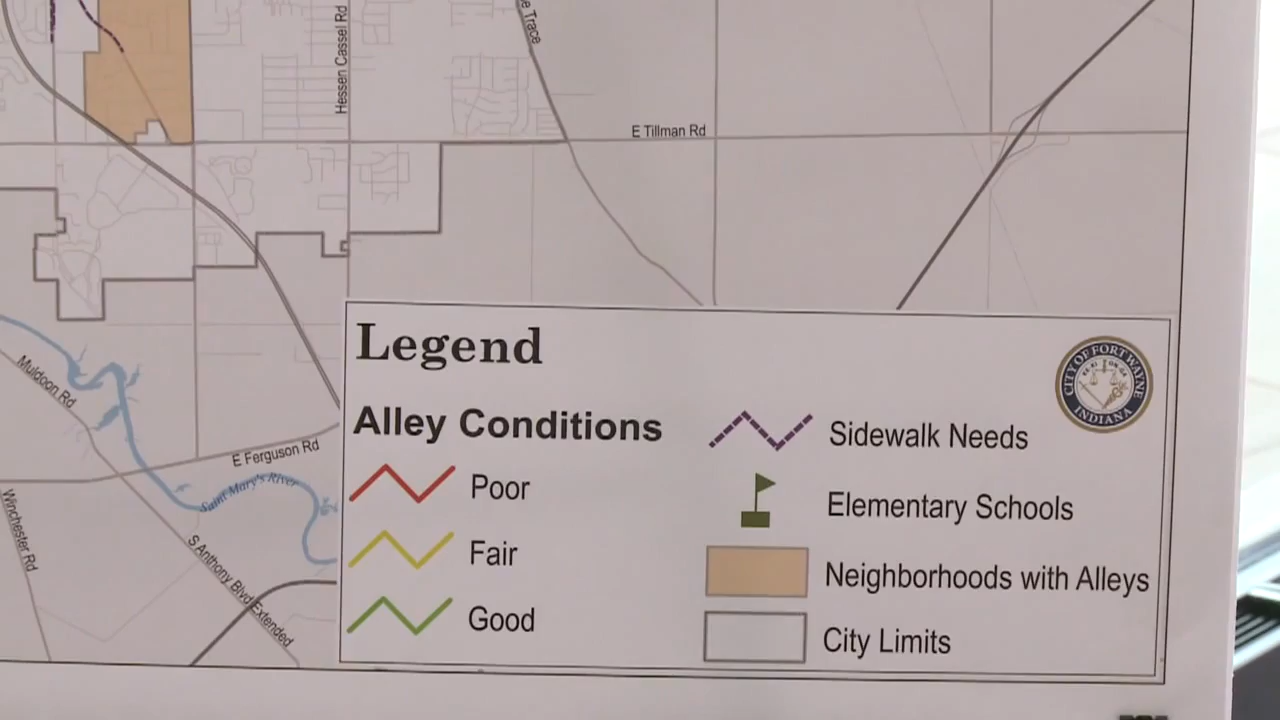 Hessen Cassel Rd
e Trace
E Tillman Rd
Muldoon Rd
E Ferguson Rd
Saint Mary's River
Winchester Rd
S Anthony Blvd Extended
Legend
CITY OF FORT WAYNE
INDIANA
Alley Conditions
Poor
Fair
Good
Sidewalk Needs
Elementary Schools
Neighborhoods with Alleys
City Limits